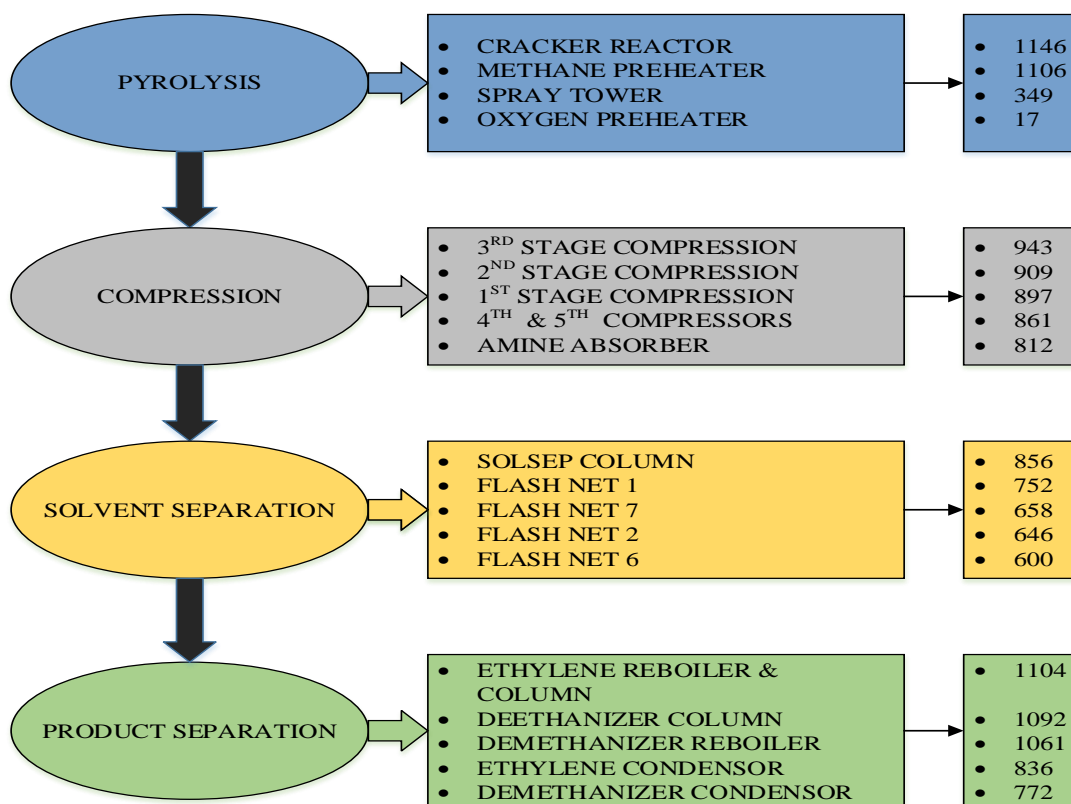 PYROLYSIS
• CRACKER REACTOR
• METHANE PREHEATER
• SPRAY TOWER
• OXYGEN PREHEATER
• 1146
• 1106
• 349
• 17
COMPRESSION
• 3RD STAGE COMPRESSION
• 2ND STAGE COMPRESSION
• 1ST STAGE COMPRESSION
• 4TH & 5TH COMPRESSORS
• AMINE ABSORBER
• 943
• 909
• 897
• 861
• 812
SOLVENT SEPARATION
• SOLSEP COLUMN
• FLASH NET 1
• FLASH NET 7
• FLASH NET 2
• FLASH NET 6
• 856
• 752
• 658
• 646
• 600
PRODUCT SEPARATION
• ETHYLENE REBOILER &
COLUMN
• DEETHANIZER COLUMN
• DEMETHANIZER REBOILER
• ETHYLENE CONDENSOR
• DEMETHANIZER CONDENSOR
• 1104
• 1092
• 1061
• 836
• 772